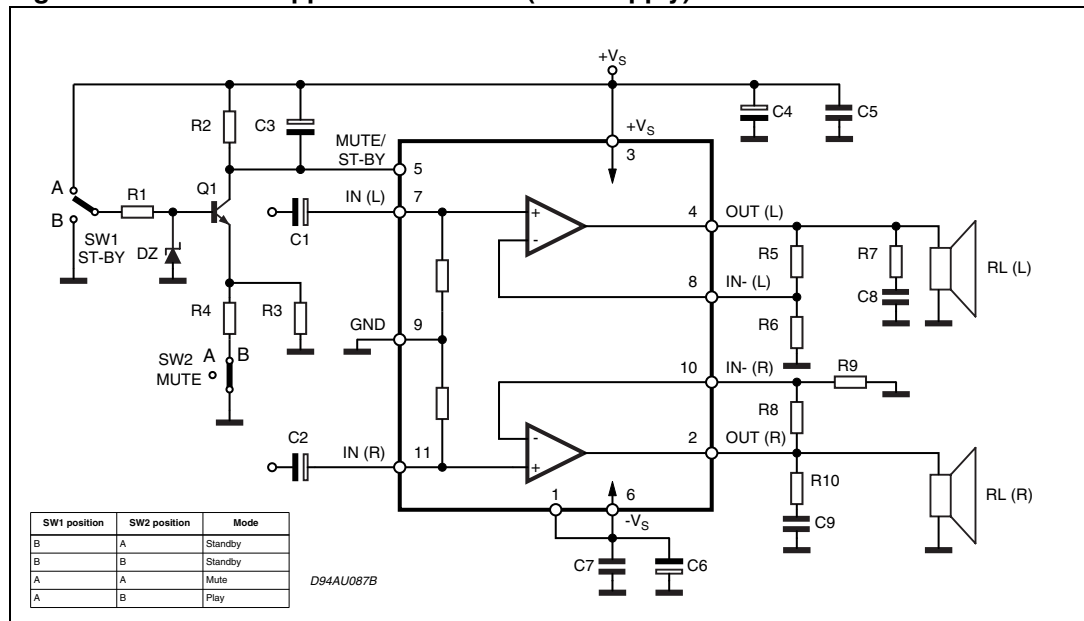 +VS
R2
C3
C4
C5
MUTE/
ST-BY
5
+VS
3
A
B
R1
Q1
IN (L)
7
SW1
ST-BY
DZ
C1
+
-
4
OUT (L)
R5
R7
RL (L)
8
IN- (L)
C8
R4
R3
GND
9
R6
SW2
MUTE
A
B
10
IN- (R)
R9
R8
C2
IN (R)
11
-
+
2
OUT (R)
R10
RL (R)
1
6
-VS
C9
C7
C6
SW1 position SW2 position Mode
B A Standby
B B Standby
A A Mute
A B Play
D94AU087B